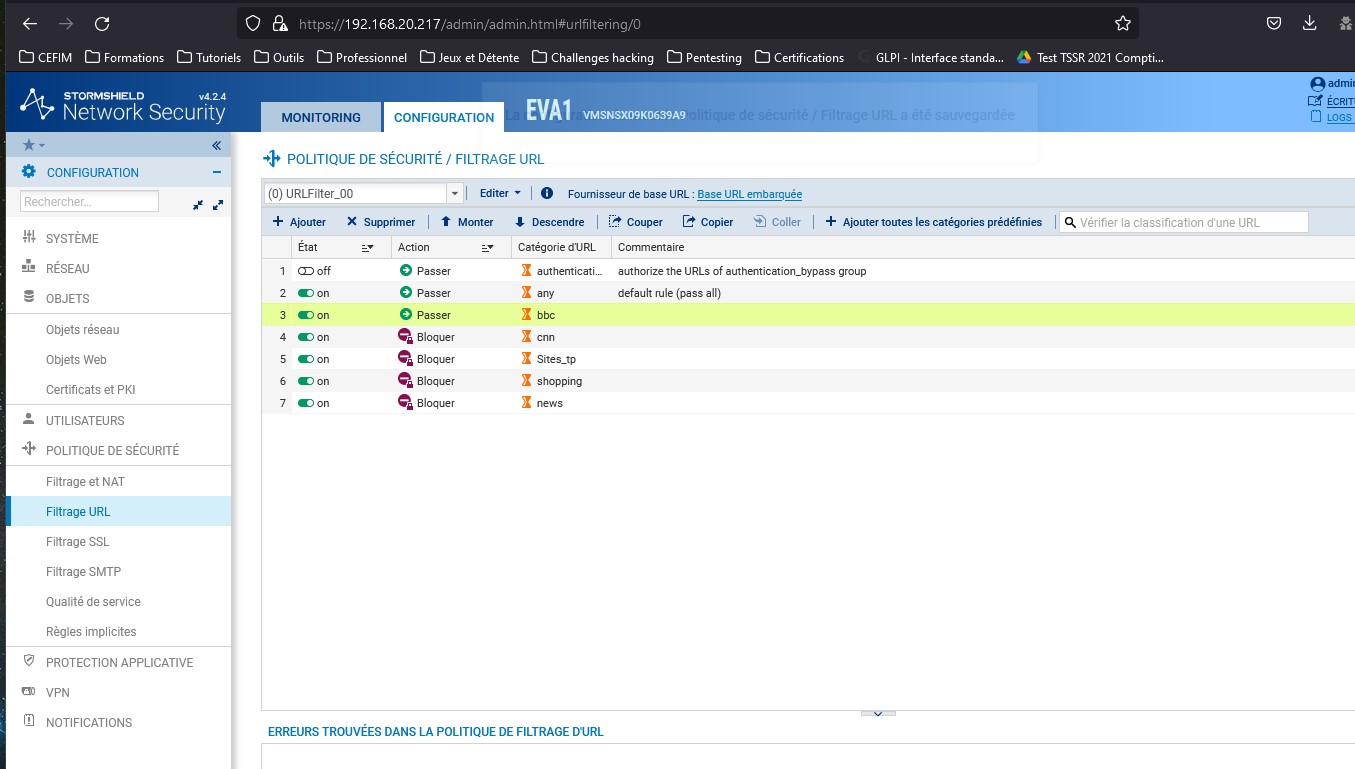 https://192.168.20.217/admin/admin.html#urlfiltering/0
CEFIM Formations Tutoriels Outils Professionnel Jeux et Détente Challenges hacking Pentesting Certifications GLPI - Interface standa... Test TSSR 2021 Compti...
STORMSHIELD
Network Security
v4.2.4
MONITORING
CONFIGURATION
EVA1 VMSNSX09K0639A9
Politique de sécurité / Filtrage URL a été sauvegardée
admin
ÉCRITU
LOGS
CONFIGURATION
Rechercher...
SYSTÈME
RÉSEAU
OBJETS
Objets réseau
Objets Web
Certificats et PKI
UTILISATEURS
POLITIQUE DE SÉCURITÉ
Filtrage et NAT
Filtrage URL
Filtrage SSL
Filtrage SMTP
Qualité de service
Règles implicites
PROTECTION APPLICATIVE
VPN
NOTIFICATIONS
POLITIQUE DE SÉCURITÉ / FILTRAGE URL
(0) URLFilter_00 Editer Fournisseur de base URL : Base URL embarquée
Ajouter Supprimer Monter Descendre Couper Copier Coller Ajouter toutes les catégories prédéfinies Vérifier la classification d'une URL
État Action Catégorie d'URL Commentaire
1 off Passer authenticati... authorize the URLs of authentication_bypass group
2 on Passer any default rule (pass all)
3 on Passer bbc
4 on Bloquer cnn
5 on Bloquer Sites_tp
6 on Bloquer shopping
7 on Bloquer news
ERREURS TROUVÉES DANS LA POLITIQUE DE FILTRAGE D'URL